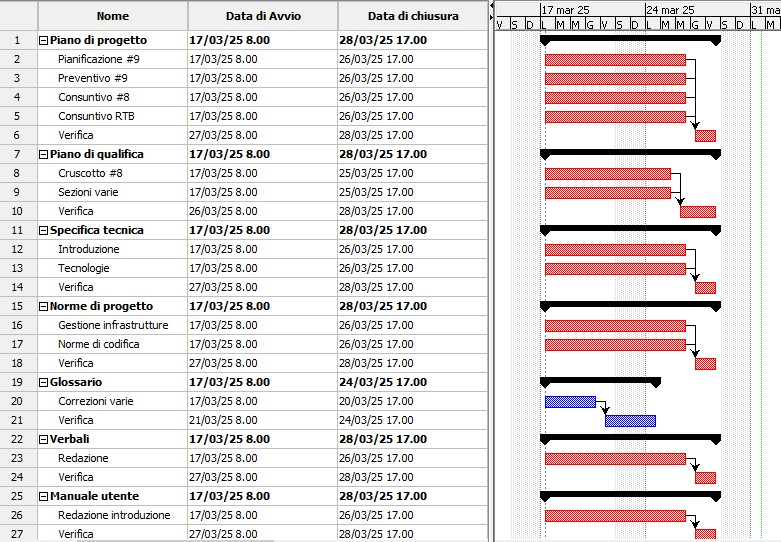 Nome Data di Avvio Data di chiusura
17 mar 25 24 mar 25 31 mar
V S D L M M G V S D L M M G V S D L M
1 Piano di progetto 17/03/25 8.00 28/03/25 17.00
2 Pianificazione #9 17/03/25 8.00 26/03/25 17.00
3 Preventivo #9 17/03/25 8.00 26/03/25 17.00
4 Consuntivo #8 17/03/25 8.00 26/03/25 17.00
5 Consuntivo RTB 17/03/25 8.00 26/03/25 17.00
6 Verifica 27/03/25 8.00 28/03/25 17.00
7 Piano di qualifica 17/03/25 8.00 28/03/25 17.00
8 Cruscotto #8 17/03/25 8.00 25/03/25 17.00
9 Sezioni varie 17/03/25 8.00 25/03/25 17.00
10 Verifica 26/03/25 8.00 28/03/25 17.00
11 Specifica tecnica 17/03/25 8.00 28/03/25 17.00
12 Introduzione 17/03/25 8.00 26/03/25 17.00
13 Tecnologie 17/03/25 8.00 26/03/25 17.00
14 Verifica 27/03/25 8.00 28/03/25 17.00
15 Norme di progetto 17/03/25 8.00 28/03/25 17.00
16 Gestione infrastrutture 17/03/25 8.00 26/03/25 17.00
17 Norme di codifica 17/03/25 8.00 26/03/25 17.00
18 Verifica 27/03/25 8.00 28/03/25 17.00
19 Glossario 17/03/25 8.00 24/03/25 17.00
20 Correzioni varie 17/03/25 8.00 20/03/25 17.00
21 Verifica 21/03/25 8.00 24/03/25 17.00
22 Verbali 17/03/25 8.00 28/03/25 17.00
23 Redazione 17/03/25 8.00 26/03/25 17.00
24 Verifica 27/03/25 8.00 28/03/25 17.00
25 Manuale utente 17/03/25 8.00 28/03/25 17.00
26 Redazione introduzione 17/03/25 8.00 26/03/25 17.00
27 Verifica 27/03/25 8.00 28/03/25 17.00